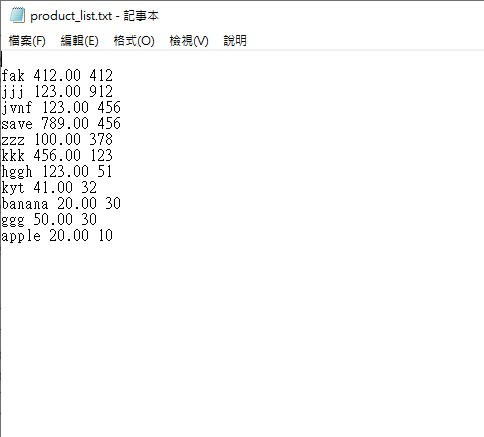 product_list.txt - 記事本
檔案(F) 編輯(E) 格式(O) 檢視(V) 說明
fak 412.00 412
jjj 123.00 912
jvnf 123.00 456
save 789.00 456
zzz 100.00 378
kkk 456.00 123
hggh 123.00 51
kyt 41.00 32
banana 20.00 30
ggg 50.00 30
apple 20.00 10